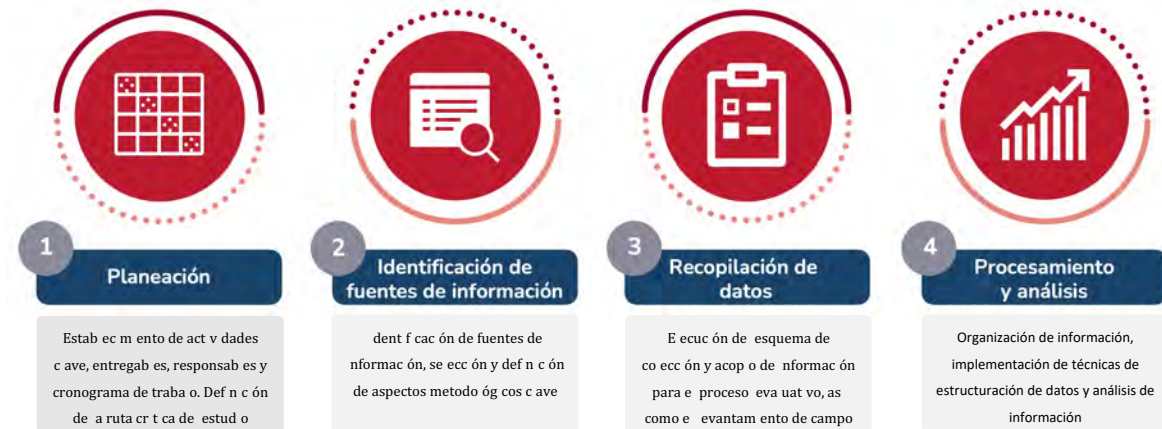 1
Planeación
Estab ec m ento de act v dades
c ave, entregab es, responsab es y
cronograma de traba o. Def n c ón
de a ruta cr t ca de estud o
2
Identificación de
fuentes de información
dent f cac ón de fuentes de
nformac ón, se ecc ón y def n c ón
de aspectos metodo óg cos c ave
3
Recopilación de
datos
E ecuc ón de esquema de
co ecc ón y acop o de nformac ón
para e proceso eva uat vo, as
como e evantam ento de campo
4
Procesamiento
y análisis
Organización de información,
implementación de técnicas de
estructuración de datos y análisis de
información